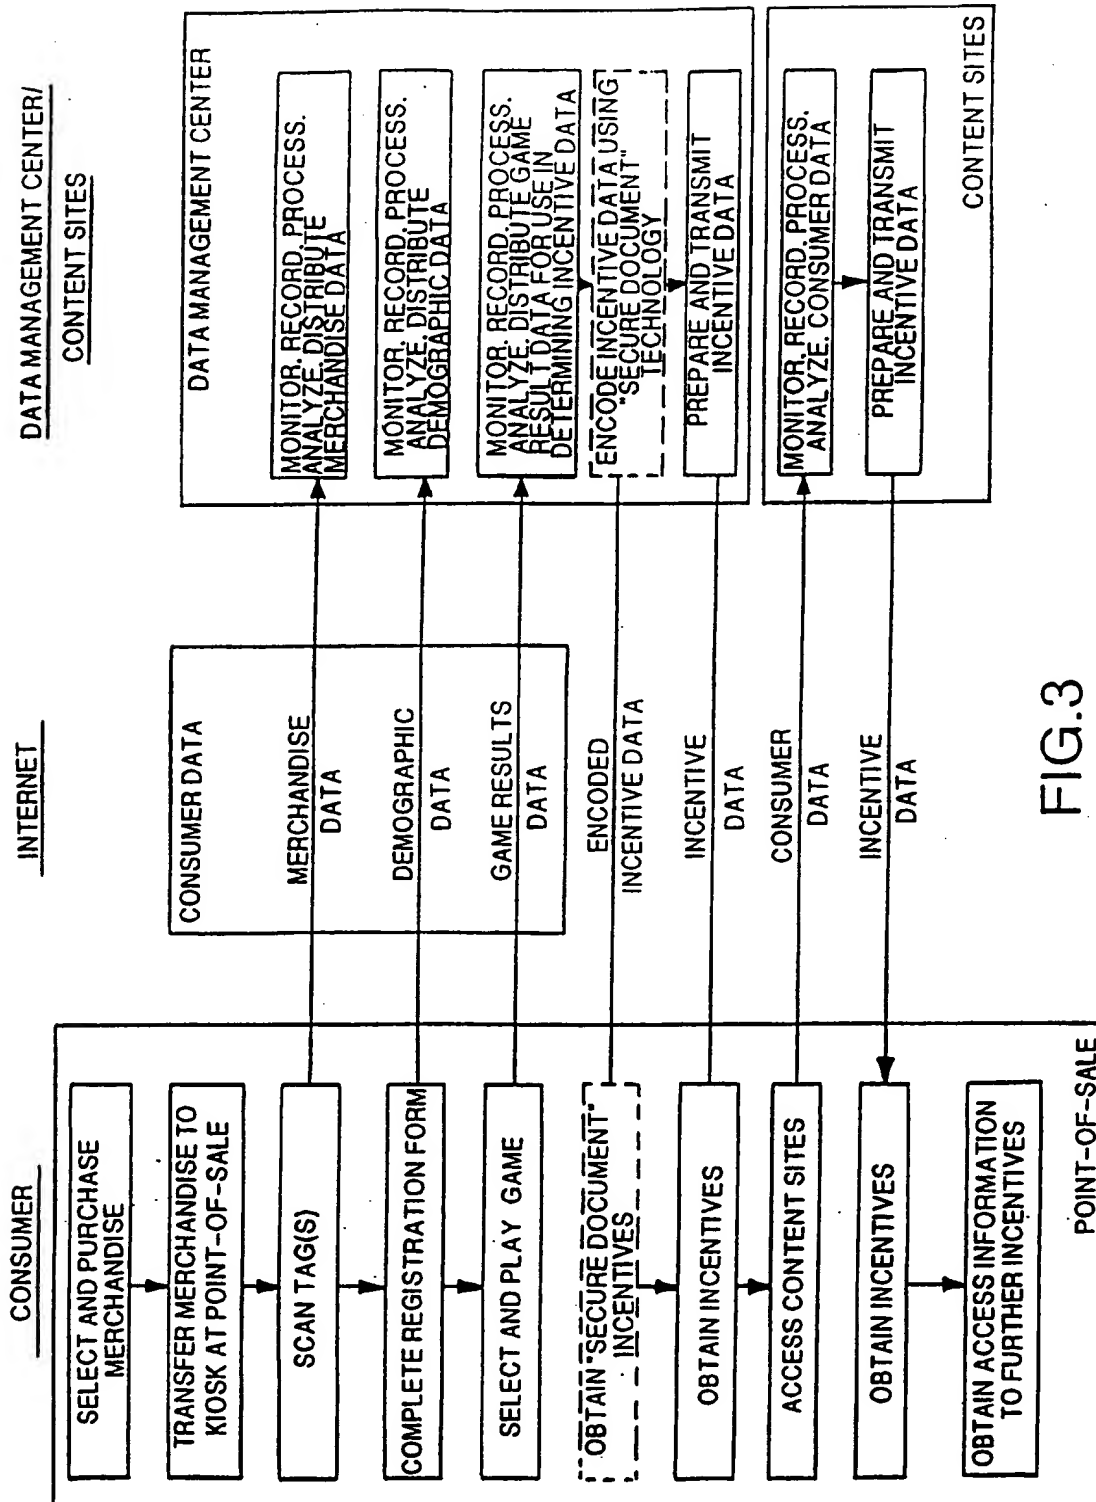 CONSUMER
INTERNET
DATA MANAGEMENT CENTER/
CONTENT SITES
SELECT AND PURCHASE
MERCHANDISE
TRANSFER MERCHANDISE TO
KIOSK AT POINT-OF-SALE
SCAN TAG(S)
COMPLETE REGISTRATION FORM
SELECT AND PLAY GAME
OBTAIN "SECURE DOCUMENT"
INCENTIVES
OBTAIN INCENTIVES
ACCESS CONTENT SITES
OBTAIN INCENTIVES
OBTAIN ACCESS INFORMATION
TO FURTHER INCENTIVES
POINT-OF-SALE
CONSUMER DATA
MERCHANDISE
DATA
DEMOGRAPHIC
DATA
GAME RESULTS
DATA
ENCODED
INCENTIVE DATA
INCENTIVE
DATA
CONSUMER
DATA
INCENTIVE
DATA
DATA MANAGEMENT CENTER
MONITOR, RECORD, PROCESS,
ANALYZE, DISTRIBUTE
MERCHANDISE DATA
MONITOR, RECORD, PROCESS,
ANALYZE, DISTRIBUTE
DEMOGRAPHIC DATA
MONITOR, RECORD, PROCESS,
ANALYZE, DISTRIBUTE GAME
RESULT DATA FOR USE IN
DETERMINING INCENTIVE DATA
ENCODE INCENTIVE DATA USING
"SECURE DOCUMENT"
TECHNOLOGY
PREPARE AND TRANSMIT
INCENTIVE DATA
MONITOR, RECORD, PROCESS,
ANALYZE, CONSUMER DATA
PREPARE AND TRANSMIT
INCENTIVE DATA
CONTENT SITES
FIG.3